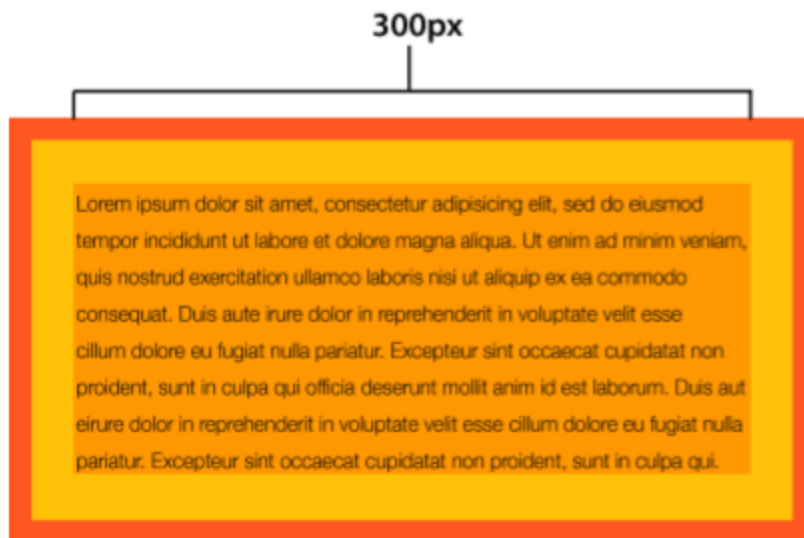 300px
Lorem ipsum dolor sit amet, consectetur adipisicing elit, sed do eiusmod
tempor incididunt ut labore et dolore magna aliqua. Ut enim ad minim veniam,
quis nostrud exercitation ullamco laboris nisi ut aliquip ex ea commodo
consequat. Duis aute irure dolor in reprehenderit in voluptate velit esse
cillum dolore eu fugiat nulla pariatur. Excepteur sint occaecat cupidatat non
proident, sunt in culpa qui officia deserunt mollit anim id est laborum. Duis aut
eirure dolor in reprehenderit in voluptate velit esse cillum dolore eu fugiat nulla
pariatur. Excepteur sint occaecat cupidatat non proident, sunt in culpa qui.